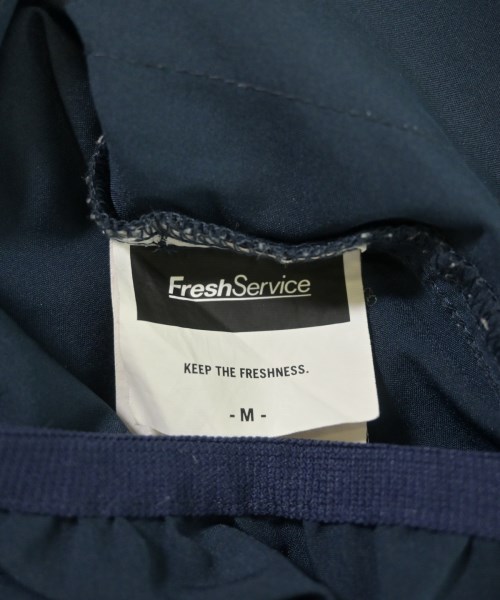 FreshService
KEEP THE FRESHNESS.
- M -